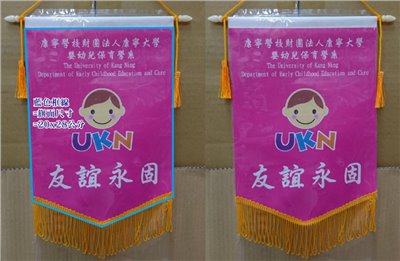 康寧學校財團法人康寧大學
嬰幼兒保育學系
The University of Kang Ning
Department of Early Childhood Education and Care
藍色框線
=錦面尺寸
=20x28公分
UKN
友誼永固
康寧學校財團法人康寧大學
嬰幼兒保育學系
The University of Kang Ning
Department of Early Childhood Education and Care
UKN
友誼永固